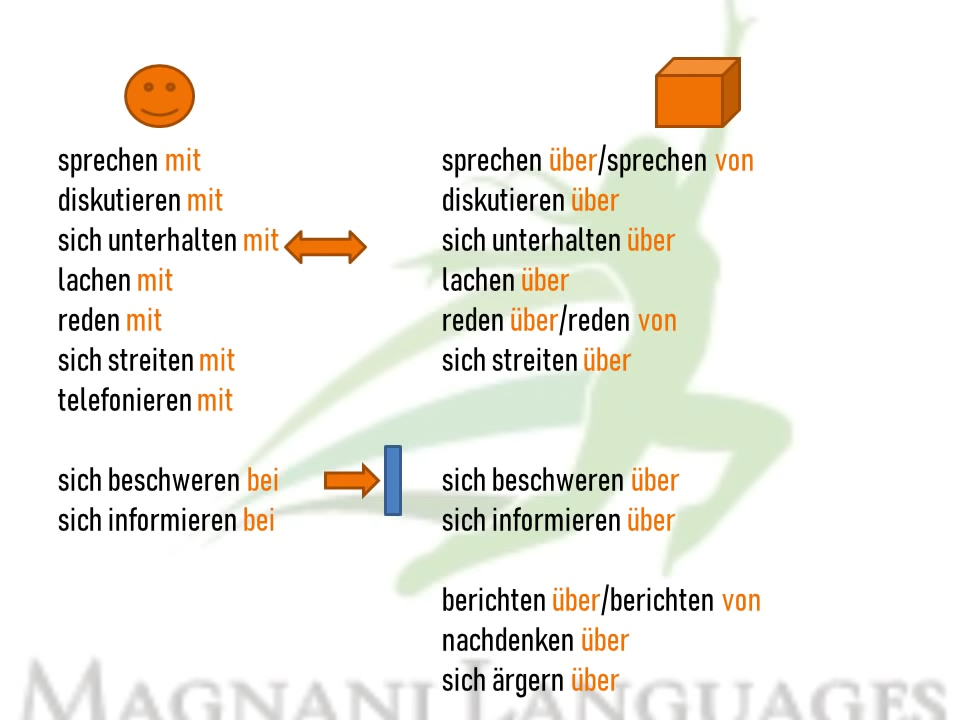 sprechen mit
diskutieren mit
sich unterhalten mit
lachen mit
reden mit
sich streiten mit
telefonieren mit
sich beschweren bei
sich informieren bei
sprechen über/sprechen von
diskutieren über
sich unterhalten über
lachen über
reden über/reden von
sich streiten über
sich beschweren über
sich informieren über
berichten über/berichten von
nachdenken über
sich ärgern über
MAGNANI LANGUAGES